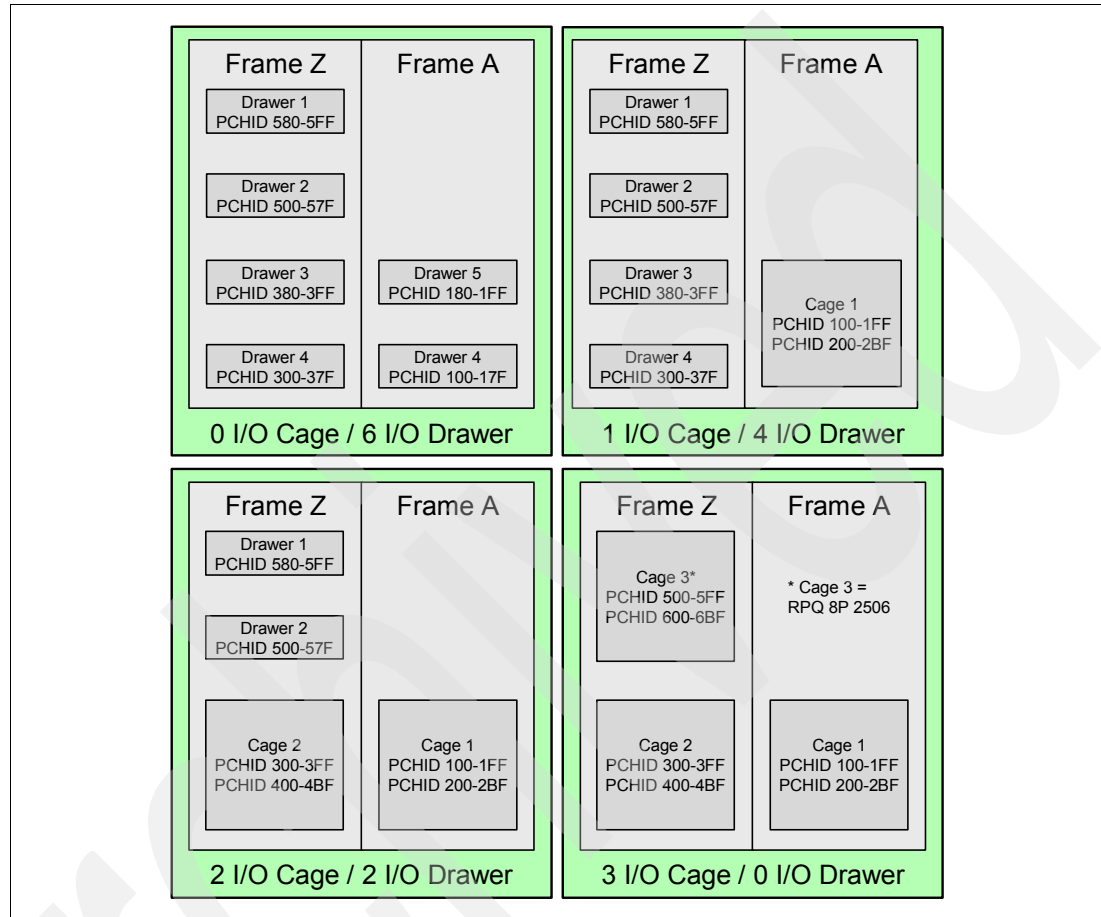 Frame Z
Frame A
Drawer 1
PCHID 580-5FF
Drawer 2
PCHID 500-57F
Drawer 3
PCHID 380-3FF
Drawer 5
PCHID 180-1FF
Drawer 4
PCHID 300-37F
Drawer 4
PCHID 100-17F
0 I/O Cage / 6 I/O Drawer
Frame Z
Frame A
Drawer 1
PCHID 580-5FF
Drawer 2
PCHID 500-57F
Drawer 3
PCHID 380-3FF
Drawer 4
PCHID 300-37F
Cage 1
PCHID 100-1FF
PCHID 200-2BF
1 I/O Cage / 4 I/O Drawer
Frame Z
Frame A
Drawer 1
PCHID 580-5FF
Drawer 2
PCHID 500-57F
Cage 2
PCHID 300-3FF
PCHID 400-4BF
Cage 1
PCHID 100-1FF
PCHID 200-2BF
2 I/O Cage / 2 I/O Drawer
Frame Z
Frame A
Cage 3*
PCHID 500-5FF
PCHID 600-6BF
* Cage 3 =
RPQ 8P 2506
Cage 2
PCHID 300-3FF
PCHID 400-4BF
Cage 1
PCHID 100-1FF
PCHID 200-2BF
3 I/O Cage / 0 I/O Drawer